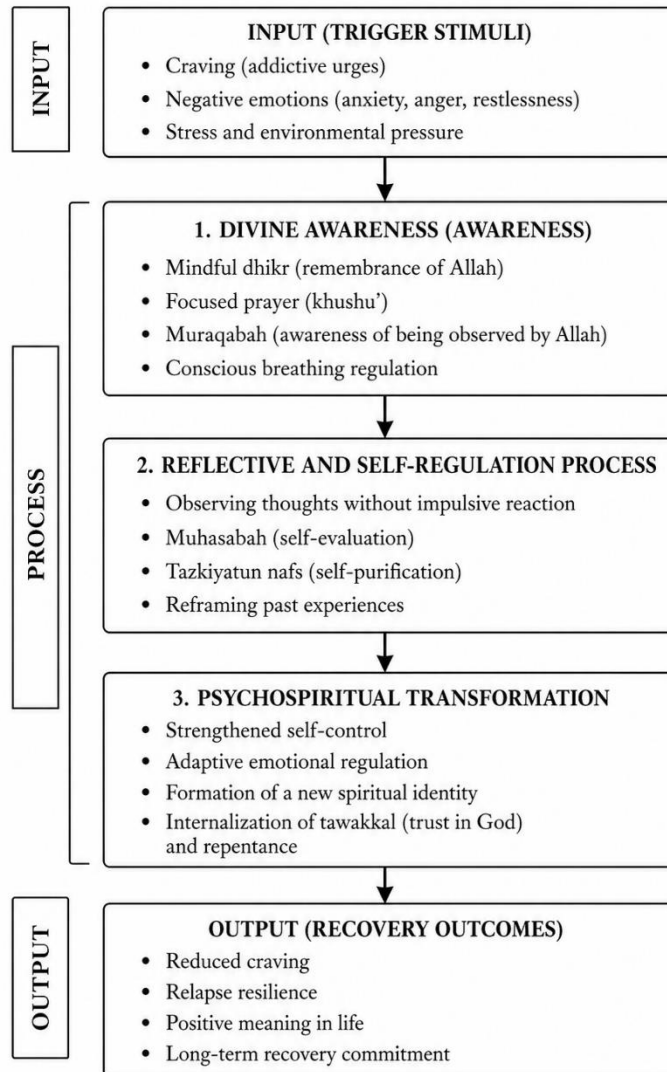 INPUT
INPUT (TRIGGER STIMULI)
• Craving (addictive urges)
• Negative emotions (anxiety, anger, restlessness)
• Stress and environmental pressure
PROCESS
1. DIVINE AWARENESS (AWARENESS)
• Mindful dhikr (remembrance of Allah)
• Focused prayer (khushu’)
• Muraqabah (awareness of being observed by Allah)
• Conscious breathing regulation
2. REFLECTIVE AND SELF-REGULATION PROCESS
• Observing thoughts without impulsive reaction
• Muhasabah (self-evaluation)
• Tazkiyatun nafs (self-purification)
• Reframing past experiences
3. PSYCHOSPIRITUAL TRANSFORMATION
• Strengthened self-control
• Adaptive emotional regulation
• Formation of a new spiritual identity
• Internalization of tawakkal (trust in God)
and repentance
OUTPUT
OUTPUT (RECOVERY OUTCOMES)
• Reduced craving
• Relapse resilience
• Positive meaning in life
• Long-term recovery commitment